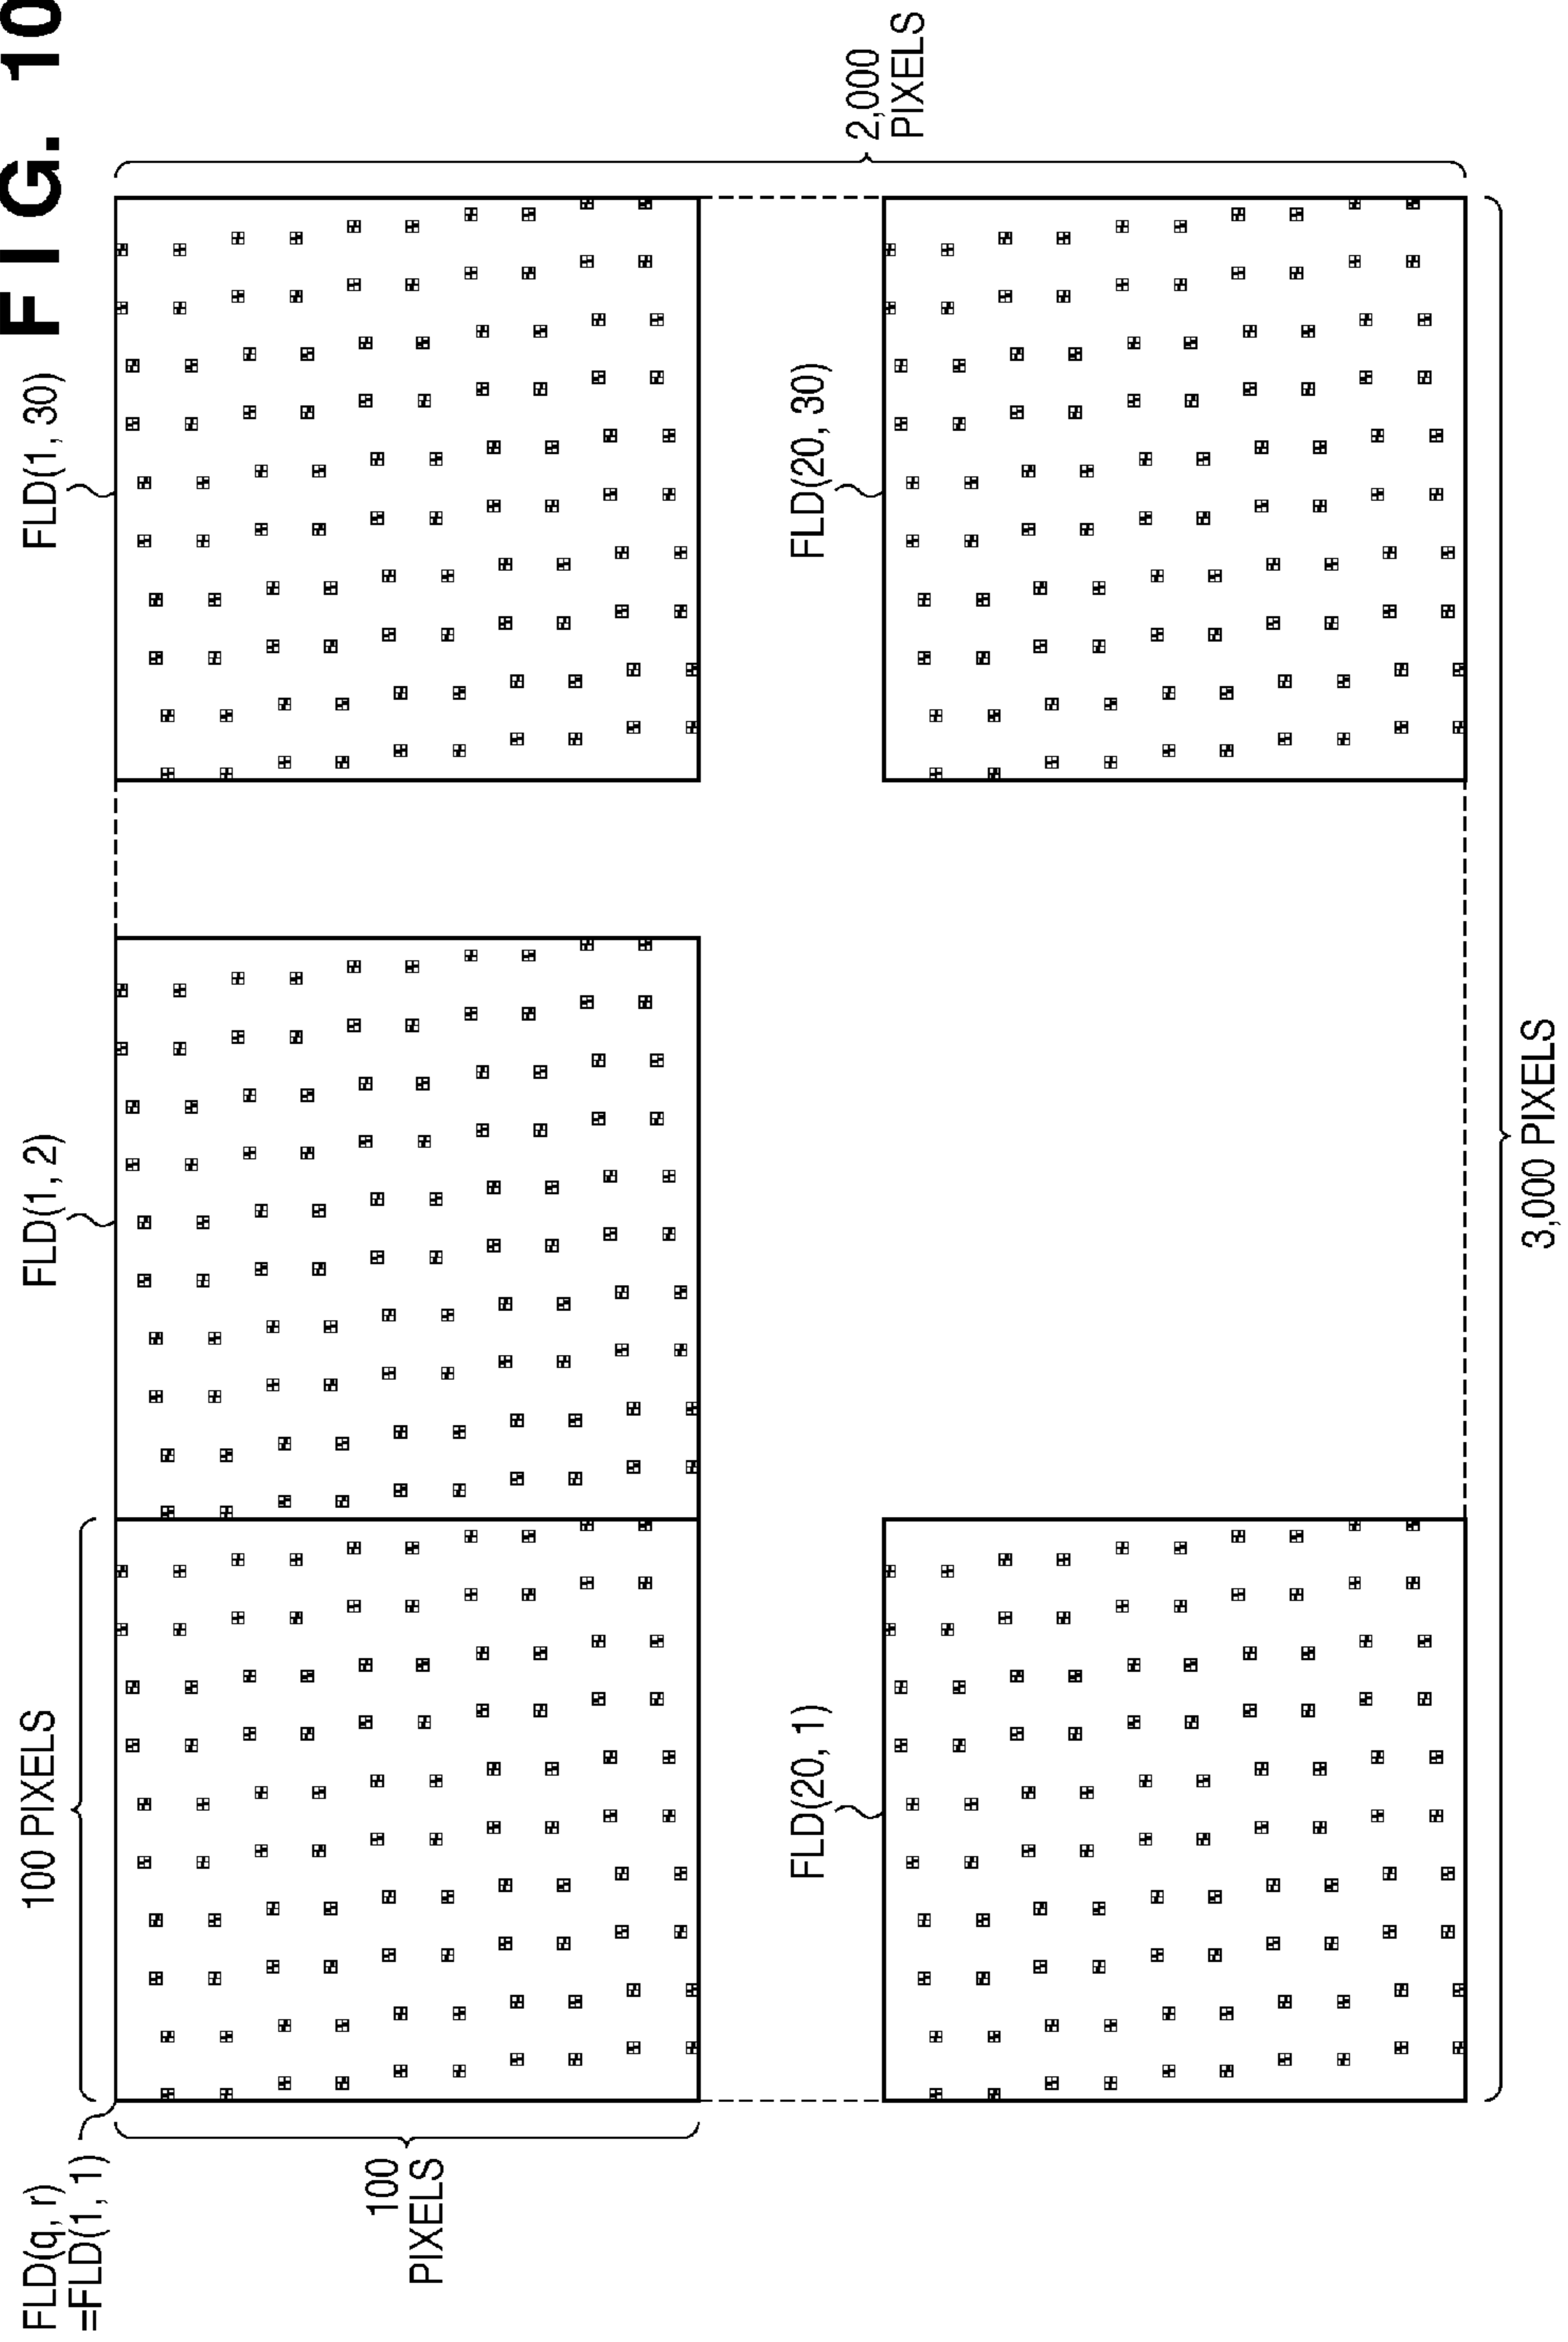 FIG. 10
FLD(q, r)
=FLD(1, 1)
100 PIXELS
FLD(1, 2)
FLD(1, 30)
100
PIXELS
2,000
PIXELS
FLD(20, 1)
FLD(20, 30)
3,000 PIXELS